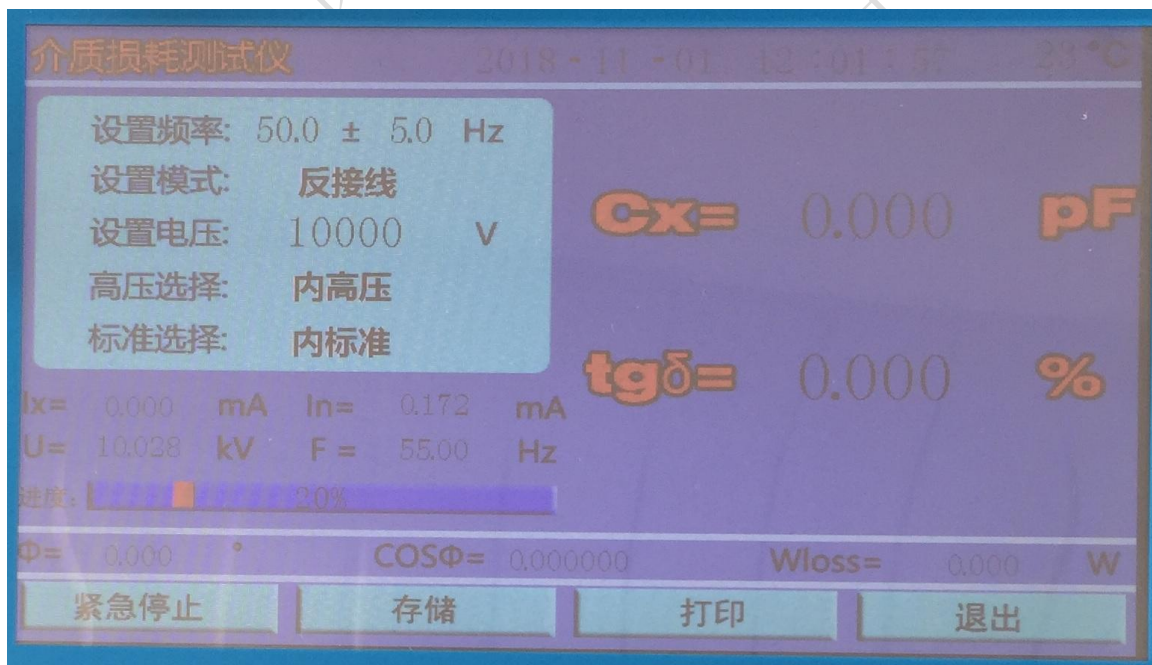 介质损耗测试仪 2018-11-01 12:01:57 23℃
设置频率: 50.0 ± 5.0 Hz
设置模式: 反接线
设置电压: 10000 V
高压选择: 内高压
标准选择: 内标准
Cx= 0.000 pF
tgδ= 0.000 %
Ix= 0.000 mA In= 0.172 mA
U= 10.028 kV F= 55.00 Hz
进度: 20%
Φ= 0.000 ° COSΦ= 0.000000 Wloss= 0.000 W
紧急停止 存储 打印 退出